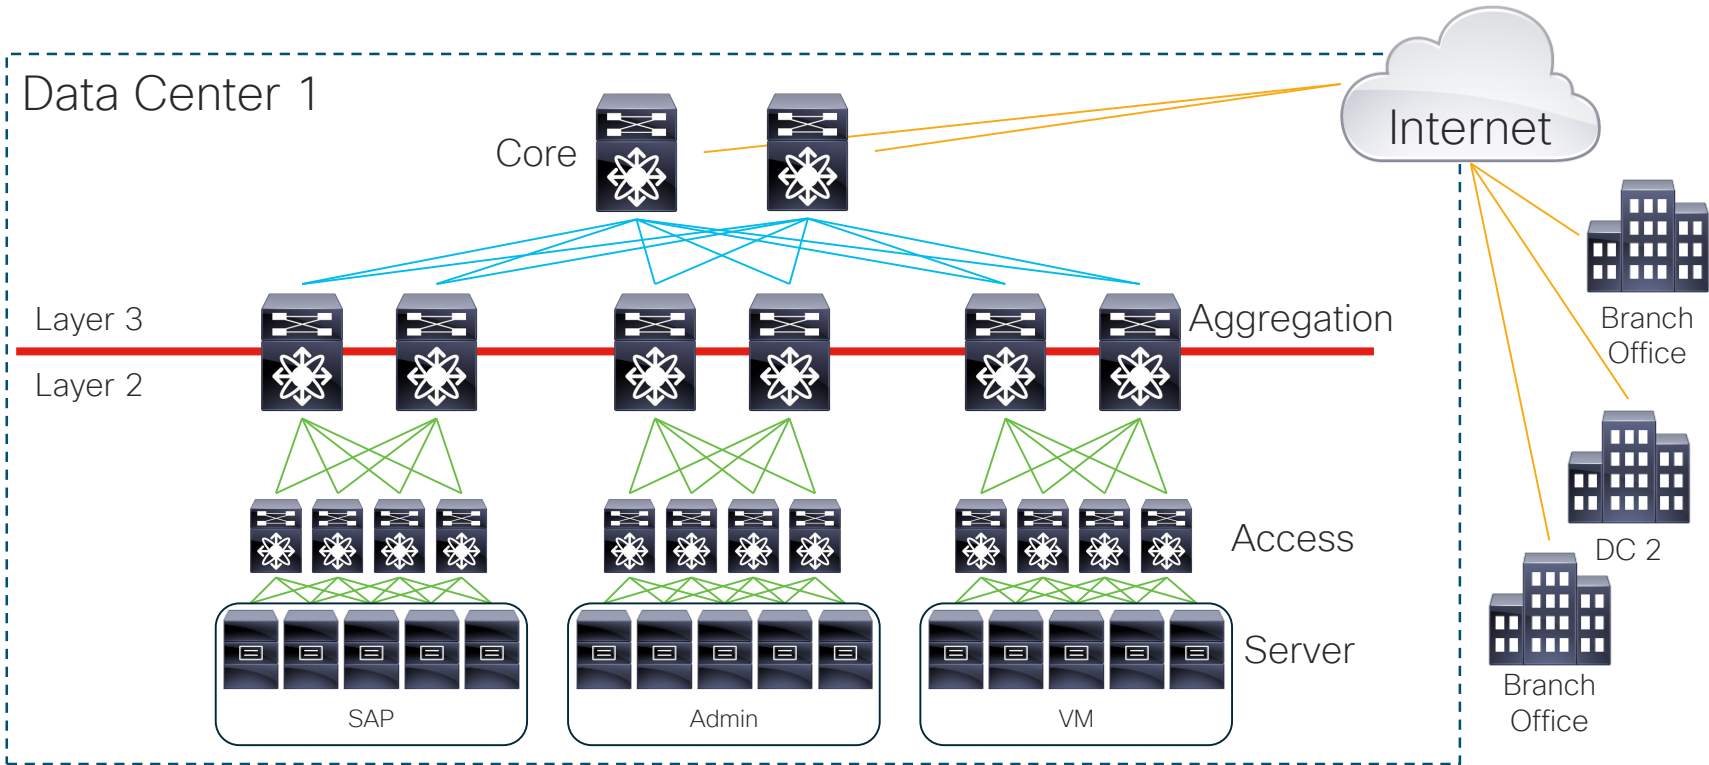 Data Center 1
Internet
Core
Branch
Office
Layer 3
Aggregation
Layer 2
Access
DC 2
Server
Branch
Office
SAP
Admin
VM